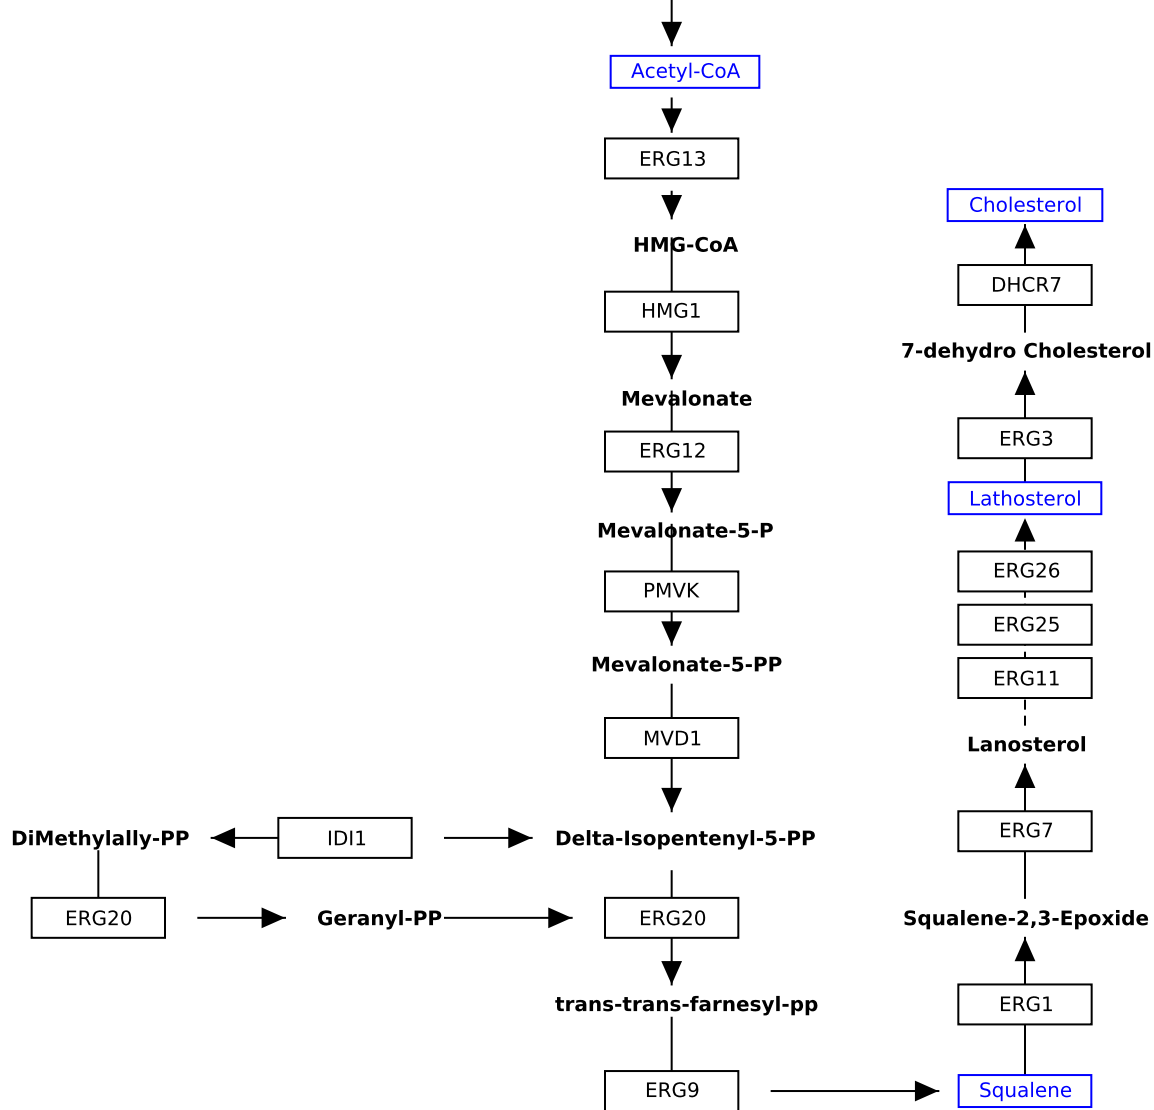 Acetyl-CoA
ERG13
HMG-CoA
HMG1
Mevalonate
ERG12
Mevalonate-5-P
PMVK
Mevalonate-5-PP
MVD1
DiMethylally-PP
IDI1
Delta-Isopentenyl-5-PP
ERG20
Geranyl-PP
ERG20
trans-trans-farnesyl-pp
ERG9
Cholesterol
DHCR7
7-dehydro Cholesterol
ERG3
Lathosterol
ERG26
ERG25
ERG11
Lanosterol
ERG7
Squalene-2,3-Epoxide
ERG1
Squalene